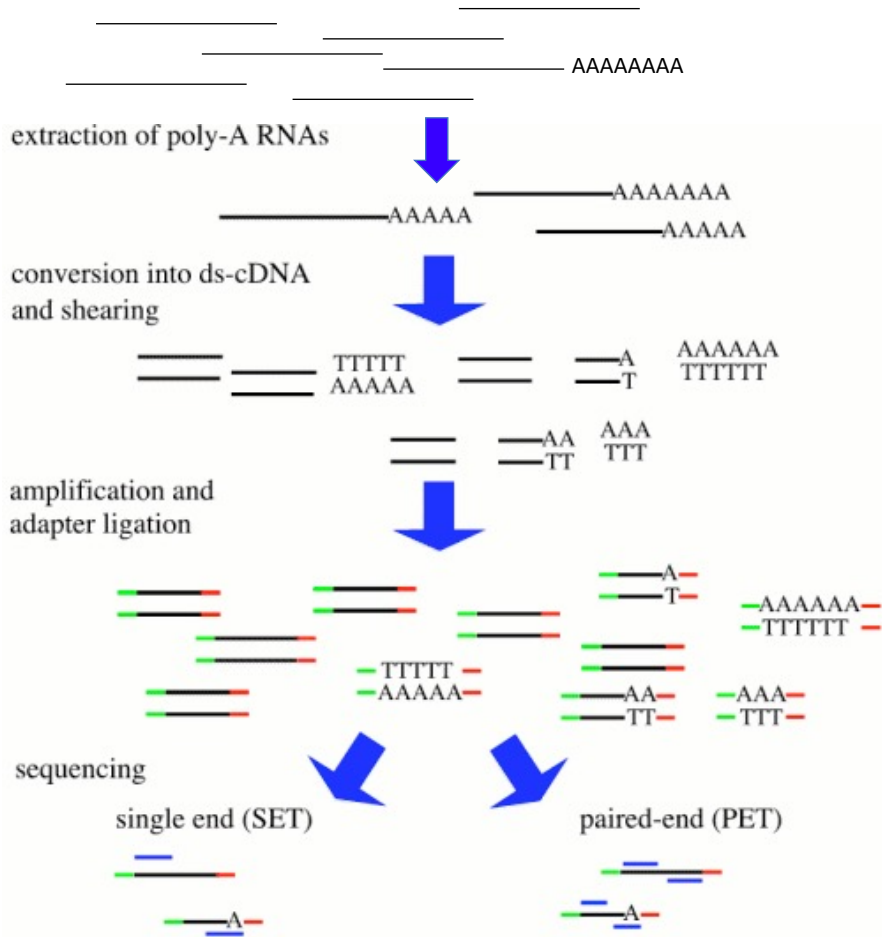 AAAAAAAA
extraction of poly-A RNAs
AAAAAAA
AAAAA
AAAAA
conversion into ds-cDNA
and shearing
TTTTT
AAAAA
A
T
AAAAAA
TTTTTT
AA
TT
AAA
TTT
amplification and
adapter ligation
A
T
AAAAAA
TTTTTT
TTTTT
AAAAA
AA
TT
AAA
TTT
sequencing
single end (SET)
paired-end (PET)
A
A